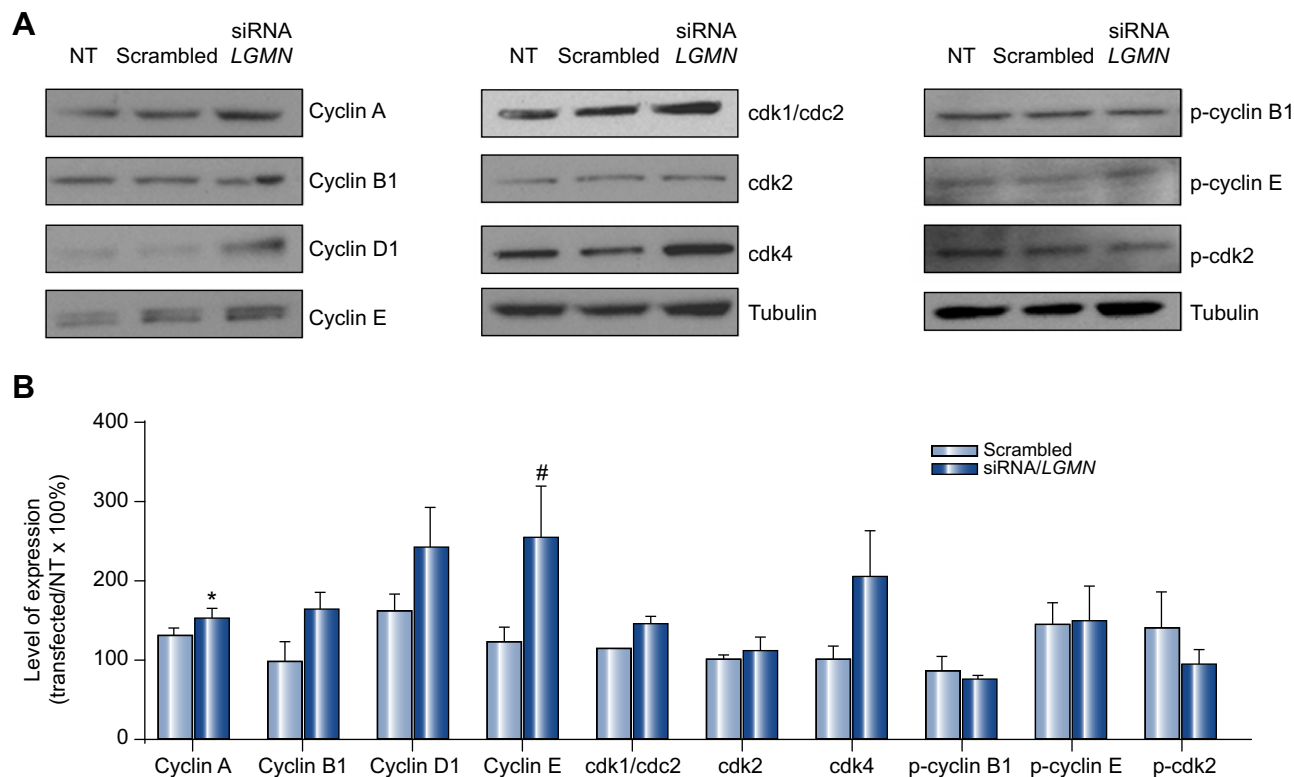 A
NT Scrambled siRNA LGMN
Cyclin A
Cyclin B1
Cyclin D1
Cyclin E
NT Scrambled siRNA LGMN
cdk1/cdc2
cdk2
cdk4
Tubulin
NT Scrambled siRNA LGMN
p-cyclin B1
p-cyclin E
p-cdk2
Tubulin
B
Level of expression
(transfected/NT x 100%)
400
300
200
100
0
*
#
Scrambled
siRNA/LGMN
Cyclin A Cyclin B1 Cyclin D1 Cyclin E cdk1/cdc2 cdk2 cdk4 p-cyclin B1 p-cyclin E p-cdk2